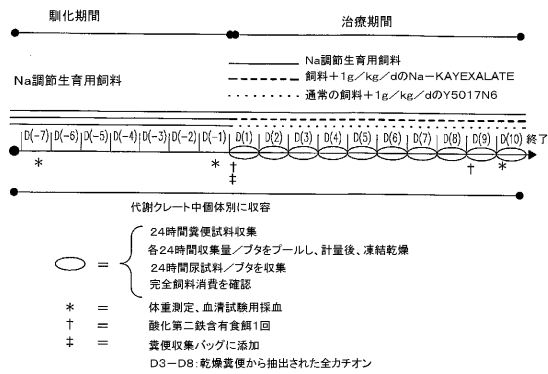 馴化期間
治療期間
Na調節生育用飼料
Na調節生育用飼料
飼料+1g/kg/dのNa-KAYEXALATE
通常の飼料+1g/kg/dのY5017N6
D(-7) D(-6) D(-5) D(-4) D(-3) D(-2) D(-1) D(1) D(2) D(3) D(4) D(5) D(6) D(7) D(8) D(9) D(10) 終了
* * † † *
‡
代謝クレート中個体別に収容
24時間糞便試料収集
各24時間収集量/ブタをプールし、計量後、凍結乾燥
=
24時間尿試料/ブタを収集
完全飼料消費を確認
* = 体重測定、血清試験用採血
† = 酸化第二鉄含有食餌1回
‡ = 糞便収集バッグに添加
D3-D8:乾燥糞便から抽出された全カチオン